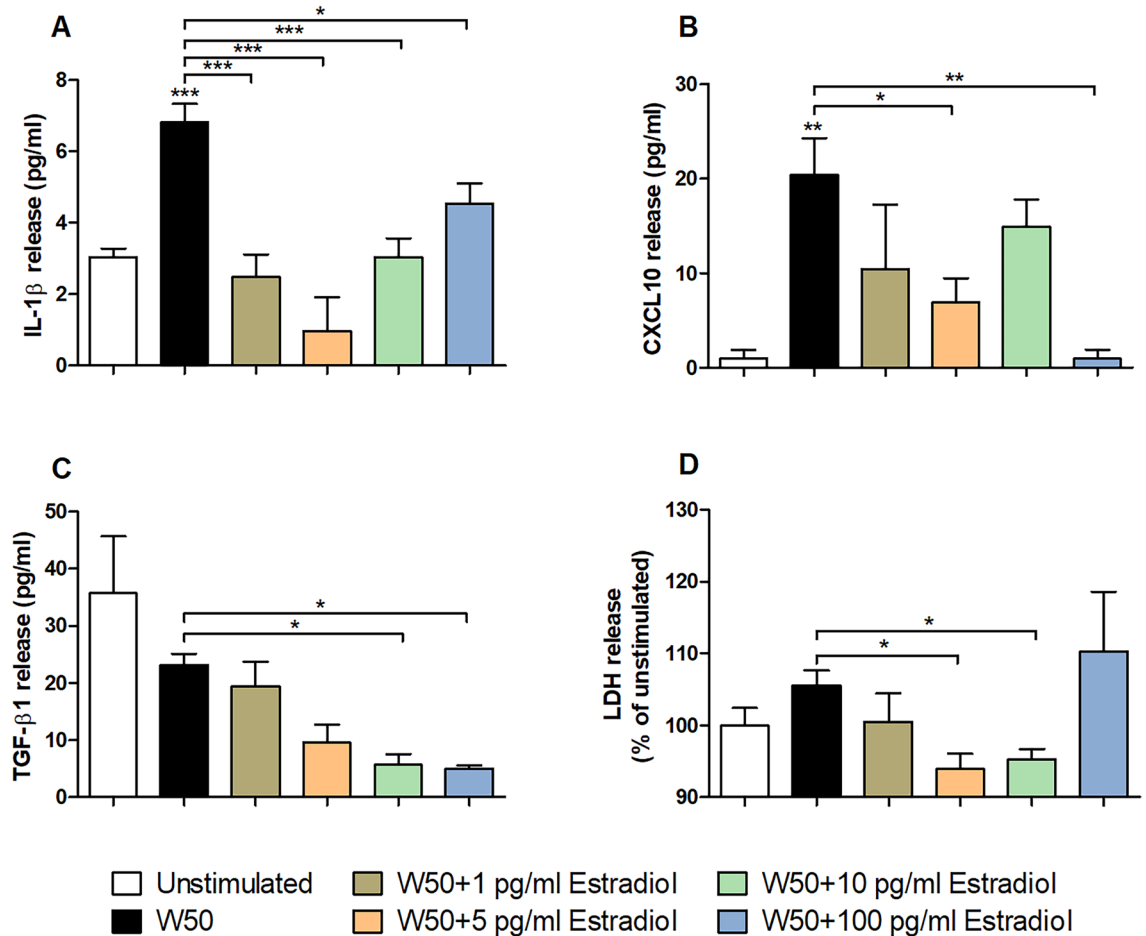 A
*
***
***
***
***
IL-1β release (pg/ml)
8
6
4
2
0
B
**
*
**
CXCL10 release (pg/ml)
30
20
10
0
C
*
*
TGF-β1 release (pg/ml)
50
40
30
20
10
0
D
*
*
LDH release
(% of unstimulated)
130
120
110
100
90
Unstimulated
W50
W50+1 pg/ml Estradiol
W50+5 pg/ml Estradiol
W50+10 pg/ml Estradiol
W50+100 pg/ml Estradiol